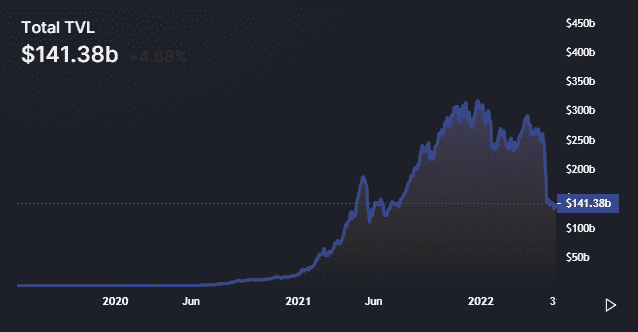 Total TVL
$141.38b +4.68%
$450b
$400b
$350b
$300b
$250b
$200b
$141.38b
$100b
$50b
2020 Jun 2021 Jun 2022 3